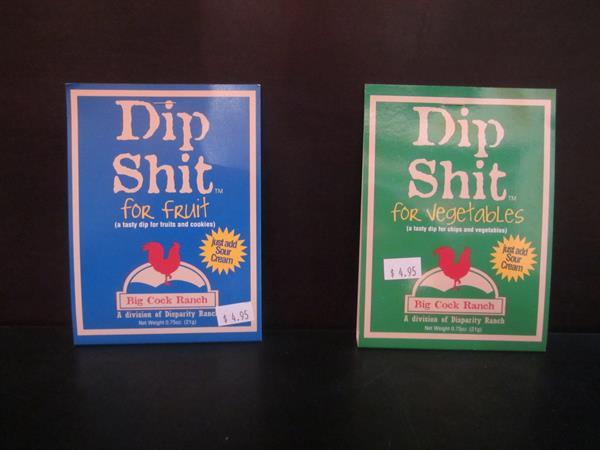 Dip
Shit™
for fruit
(a tasty dip for fruits and cookies)
just add
Sour
Cream
Big Cock Ranch
A division of Disparity Ranch
Net Weight 0.75oz. (21g)
$ 4.95
Dip
Shit™
for vegetables
(a tasty dip for chips and vegetables)
just add
Sour
Cream
$ 4.95
Big Cock Ranch
A division of Disparity Ranch
Net Weight 0.75oz. (21g)